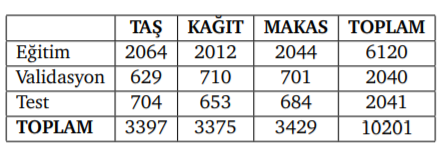 TAŞ KAĞIT MAKAS TOPLAM
Eğitim 2064 2012 2044 6120
Validasyon 629 710 701 2040
Test 704 653 684 2041
TOPLAM 3397 3375 3429 10201